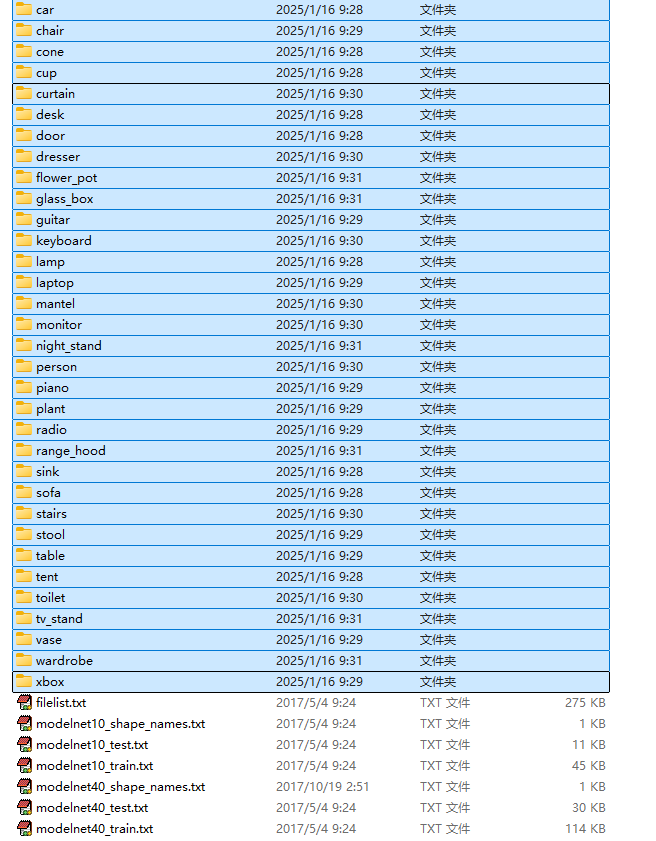 car 2025/1/16 9:28 文件夹
chair 2025/1/16 9:29 文件夹
cone 2025/1/16 9:28 文件夹
cup 2025/1/16 9:28 文件夹
curtain 2025/1/16 9:30 文件夹
desk 2025/1/16 9:28 文件夹
door 2025/1/16 9:28 文件夹
dresser 2025/1/16 9:30 文件夹
flower_pot 2025/1/16 9:31 文件夹
glass_box 2025/1/16 9:31 文件夹
guitar 2025/1/16 9:29 文件夹
keyboard 2025/1/16 9:30 文件夹
lamp 2025/1/16 9:28 文件夹
laptop 2025/1/16 9:29 文件夹
mantel 2025/1/16 9:30 文件夹
monitor 2025/1/16 9:30 文件夹
night_stand 2025/1/16 9:31 文件夹
person 2025/1/16 9:30 文件夹
piano 2025/1/16 9:29 文件夹
plant 2025/1/16 9:29 文件夹
radio 2025/1/16 9:29 文件夹
range_hood 2025/1/16 9:31 文件夹
sink 2025/1/16 9:28 文件夹
sofa 2025/1/16 9:28 文件夹
stairs 2025/1/16 9:30 文件夹
stool 2025/1/16 9:29 文件夹
table 2025/1/16 9:29 文件夹
tent 2025/1/16 9:28 文件夹
toilet 2025/1/16 9:30 文件夹
tv_stand 2025/1/16 9:31 文件夹
vase 2025/1/16 9:29 文件夹
wardrobe 2025/1/16 9:31 文件夹
xbox 2025/1/16 9:29 文件夹
filelist.txt 2017/5/4 9:24 TXT 文件 275 KB
modelnet10_shape_names.txt 2017/5/4 9:24 TXT 文件 1 KB
modelnet10_test.txt 2017/5/4 9:24 TXT 文件 11 KB
modelnet10_train.txt 2017/5/4 9:24 TXT 文件 45 KB
modelnet40_shape_names.txt 2017/10/19 2:51 TXT 文件 1 KB
modelnet40_test.txt 2017/5/4 9:24 TXT 文件 30 KB
modelnet40_train.txt 2017/5/4 9:24 TXT 文件 114 KB